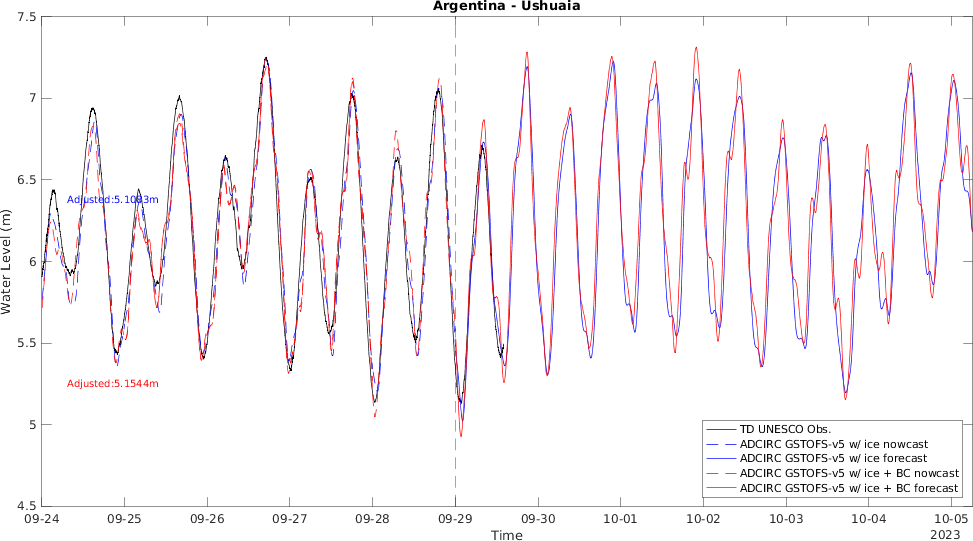 Argentina - Ushuaia
7.5
7
6.5
6
5.5
5
4.5
Water Level (m)
Adjusted:5.1083m
Adjusted:5.1544m
TD UNESCO Obs.
ADCIRC GSTOFS-v5 w/ ice nowcast
ADCIRC GSTOFS-v5 w/ ice forecast
ADCIRC GSTOFS-v5 w/ ice + BC nowcast
ADCIRC GSTOFS-v5 w/ ice + BC forecast
09-24 09-25 09-26 09-27 09-28 09-29 09-30 10-01 10-02 10-03 10-04 10-05
Time
2023